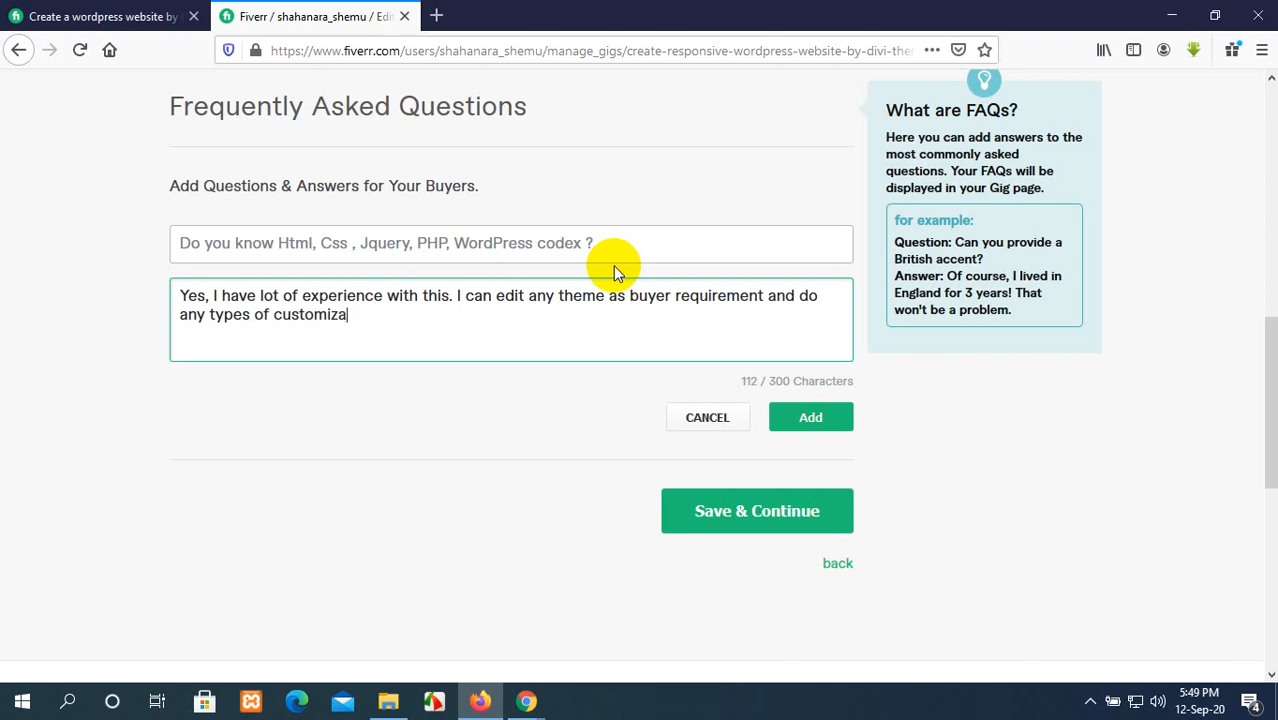 Create a wordpress website by
Fiverr / shahanara_shemu / Edi
https://www.fiverr.com/users/shahanara_shemu/manage_gigs/create-responsive-wordpress-website-by-divi-the
Frequently Asked Questions
Add Questions & Answers for Your Buyers.
Do you know Html, Css , Jquery, PHP, WordPress codex ?
Yes, I have lot of experience with this. I can edit any theme as buyer requirement and do
any types of customiza
112 / 300 Characters
CANCEL
Add
Save & Continue
back
What are FAQs?
Here you can add answers to the
most commonly asked
questions. Your FAQs will be
displayed in your Gig page.
for example:
Question: Can you provide a
British accent?
Answer: Of course, I lived in
England for 3 years! That
won't be a problem.
5:49 PM
12-Sep-20
4